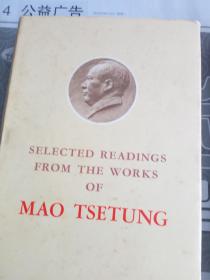 4 公益广告
SELECTED READINGS
FROM THE WORKS
OF
MAO TSETUNG